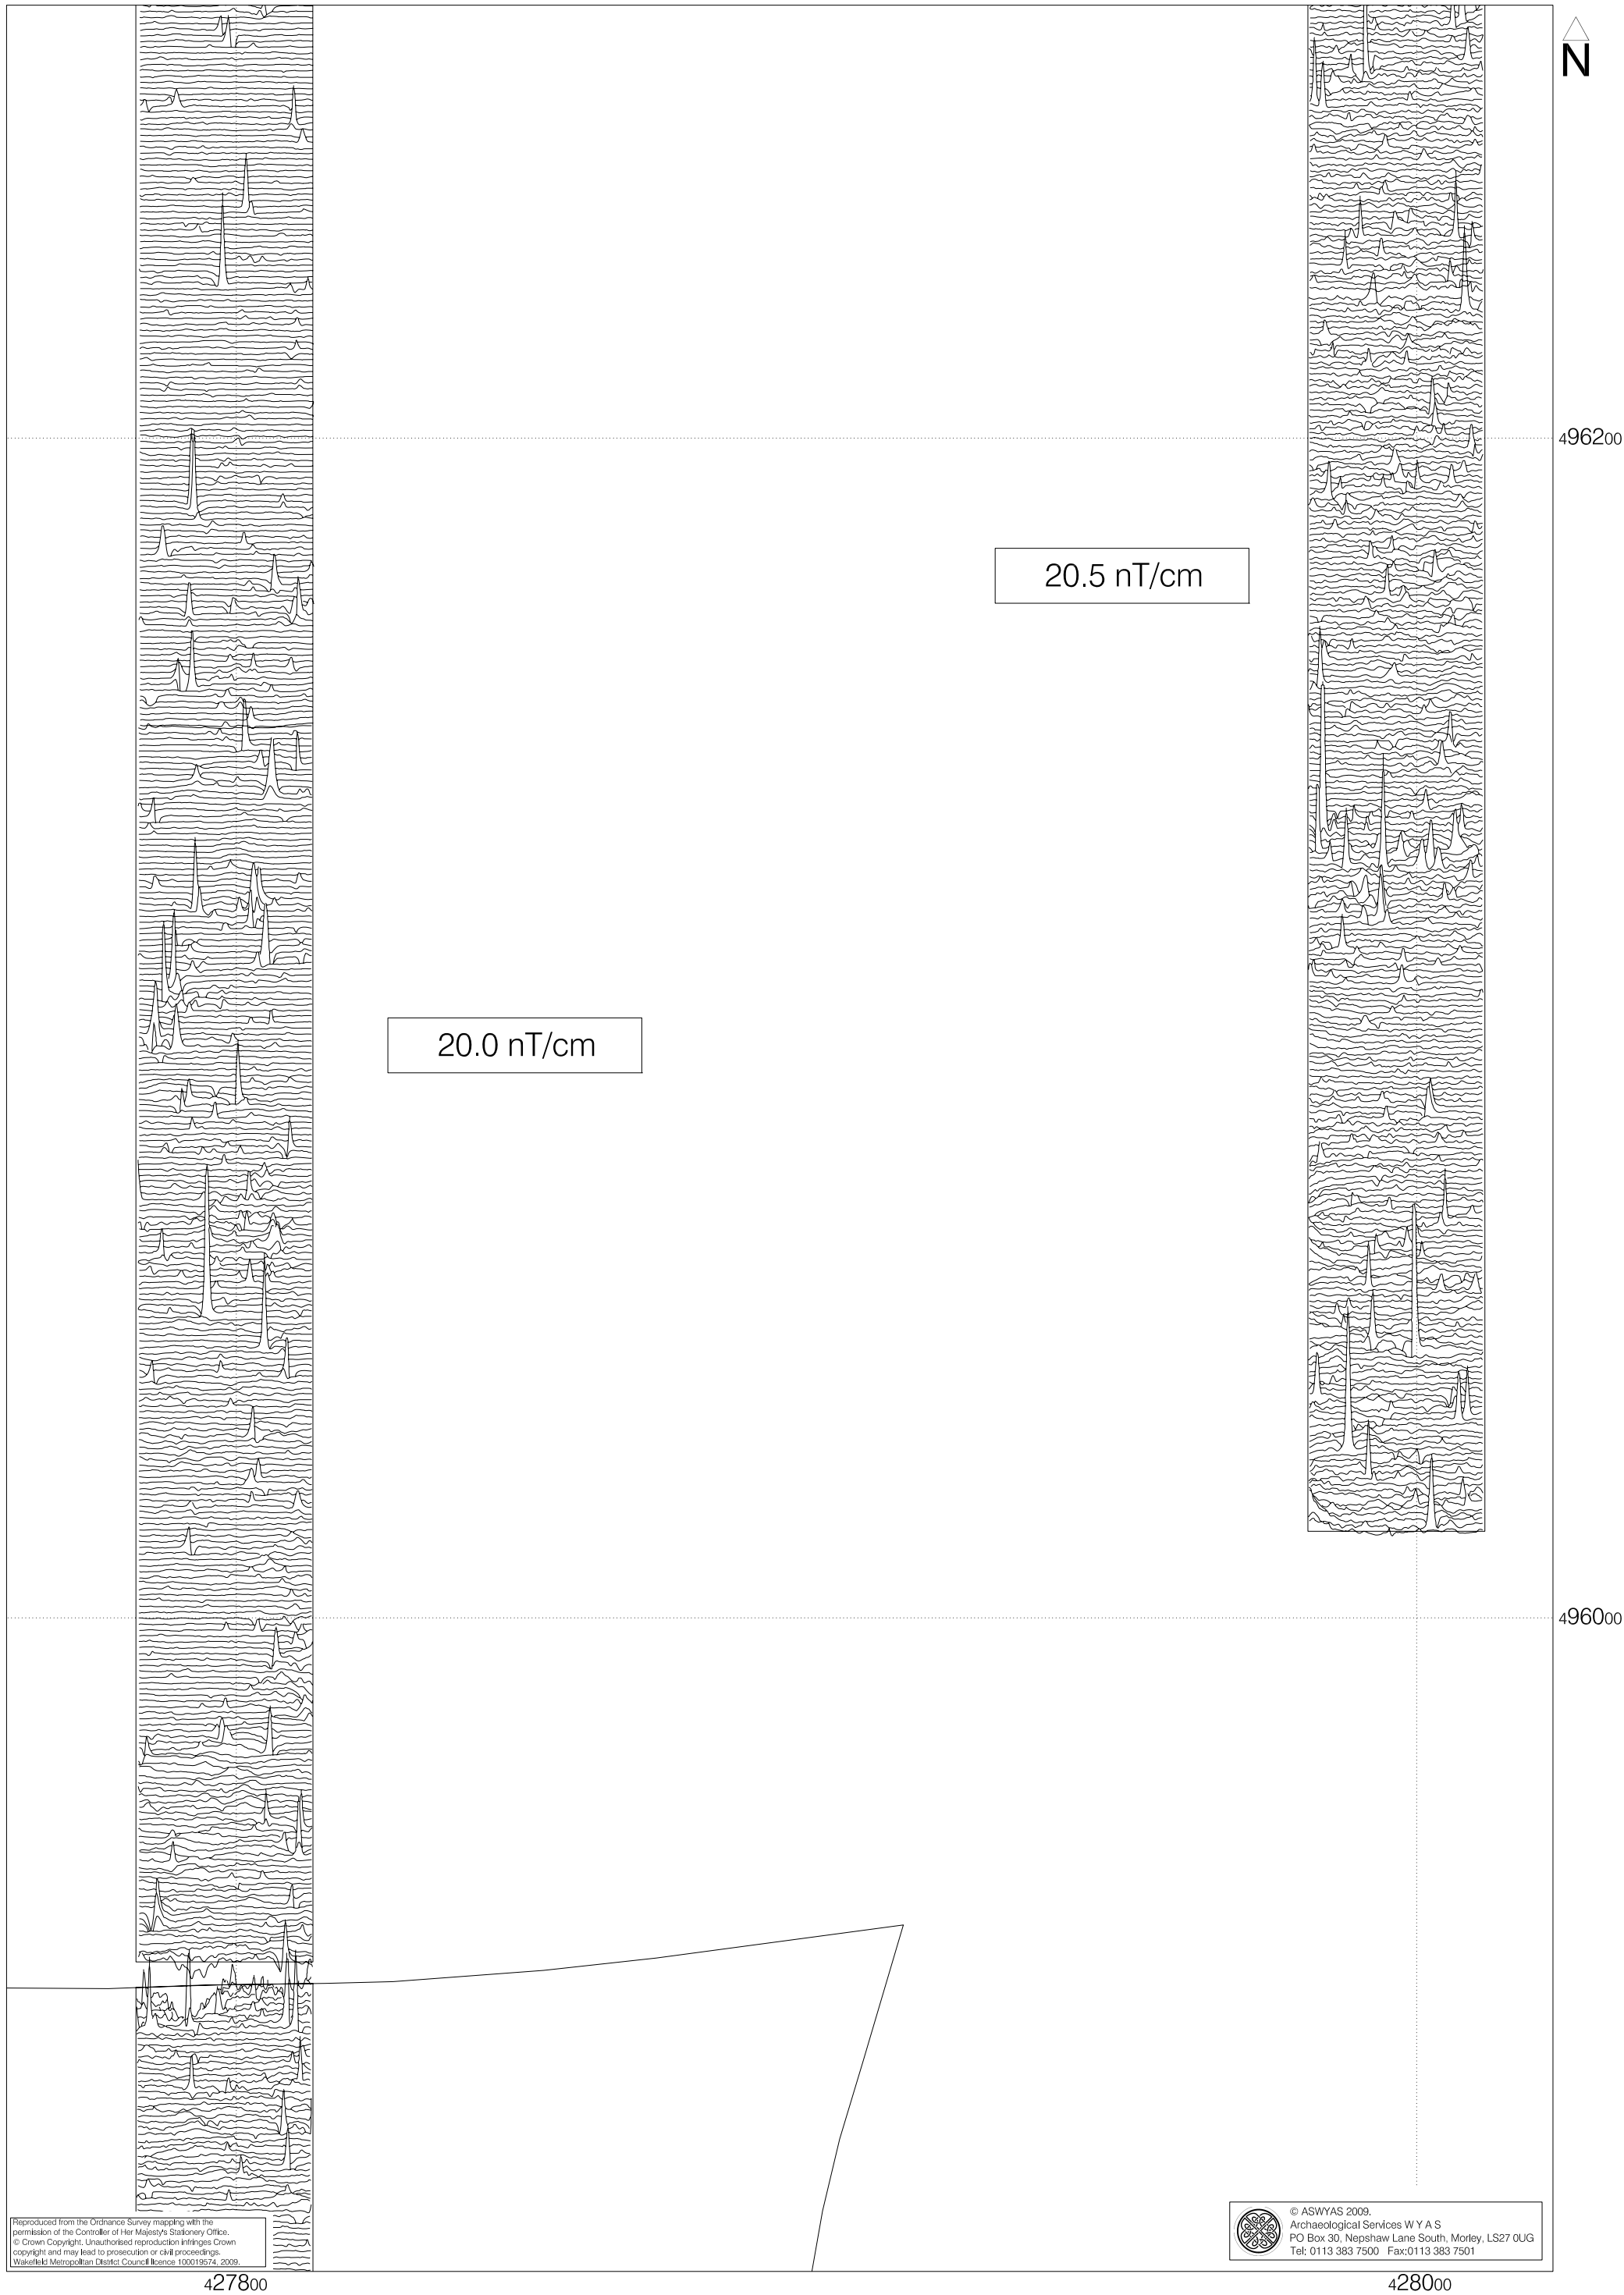 N
496200
20.5 nT/cm
20.0 nT/cm
496000
Reproduced from the Ordnance Survey mapping with the
permission of the Controller of Her Majesty's Stationery Office.
© Crown Copyright. Unauthorised reproduction infringes Crown
copyright and may lead to prosecution or civil proceedings.
Wakefield Metropolitan District Council licence 100019574, 2009.
© ASWYAS 2009.
Archaeological Services W Y A S
PO Box 30, Nepshaw Lane South, Morley, LS27 0UG
Tel: 0113 383 7500 Fax:0113 383 7501
427800
428000